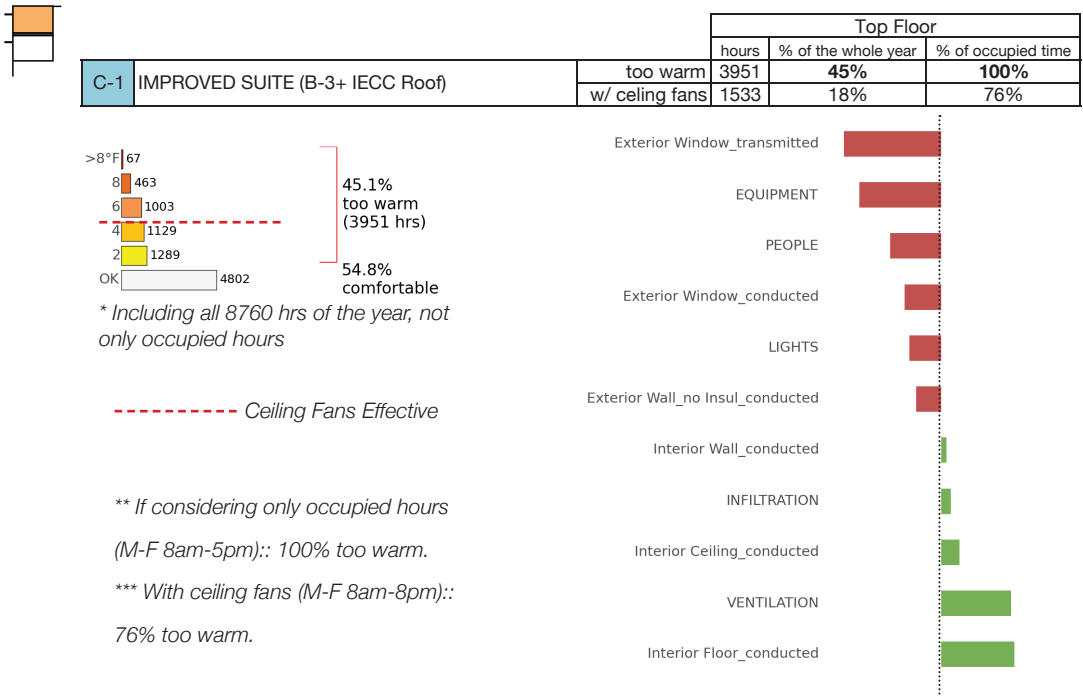 Top Floor
hours % of the whole year % of occupied time
C-1 IMPROVED SUITE (B-3+ IECC Roof) too warm 3951 45% 100%
w/ celing fans 1533 18% 76%
>8°F 67
8 463
6 1003
4 1129
2 1289
OK 4802
45.1%
too warm
(3951 hrs)
54.8%
comfortable
* Including all 8760 hrs of the year, not
only occupied hours
Ceiling Fans Effective
** If considering only occupied hours
(M-F 8am-5pm):: 100% too warm.
*** With ceiling fans (M-F 8am-8pm)::
76% too warm.
Exterior Window_transmitted
EQUIPMENT
PEOPLE
Exterior Window_conducted
LIGHTS
Exterior Wall_no Insul_conducted
Interior Wall_conducted
INFILTRATION
Interior Ceiling_conducted
VENTILATION
Interior Floor_conducted